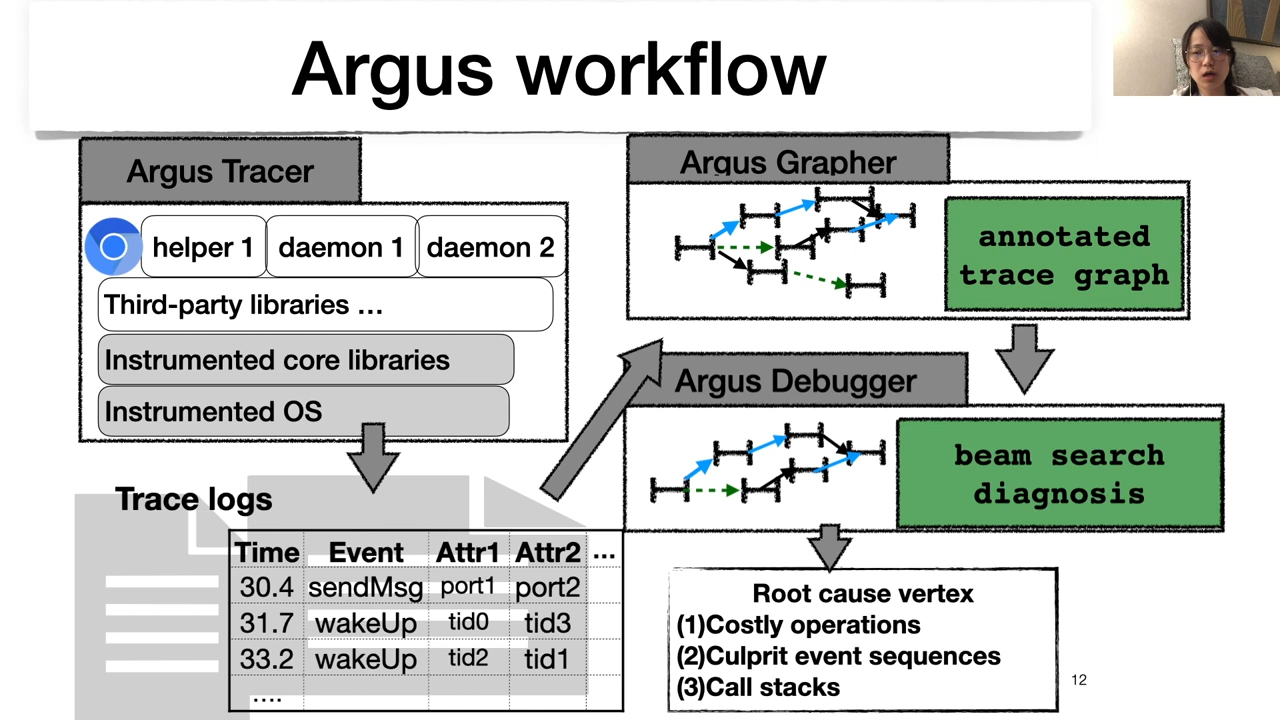 Argus workflow
Argus Tracer
helper 1
daemon 1
daemon 2
Third-party libraries ...
Instrumented core libraries
Instrumented OS
Trace logs
Time Event Attr1 Attr2 ...
30.4 sendMsg port1 port2
31.7 wakeUp tid0 tid3
33.2 wakeUp tid2 tid1
....
Argus Grapher
annotated
trace graph
Argus Debugger
beam search
diagnosis
Root cause vertex
(1)Costly operations
(2)Culprit event sequences
(3)Call stacks
12